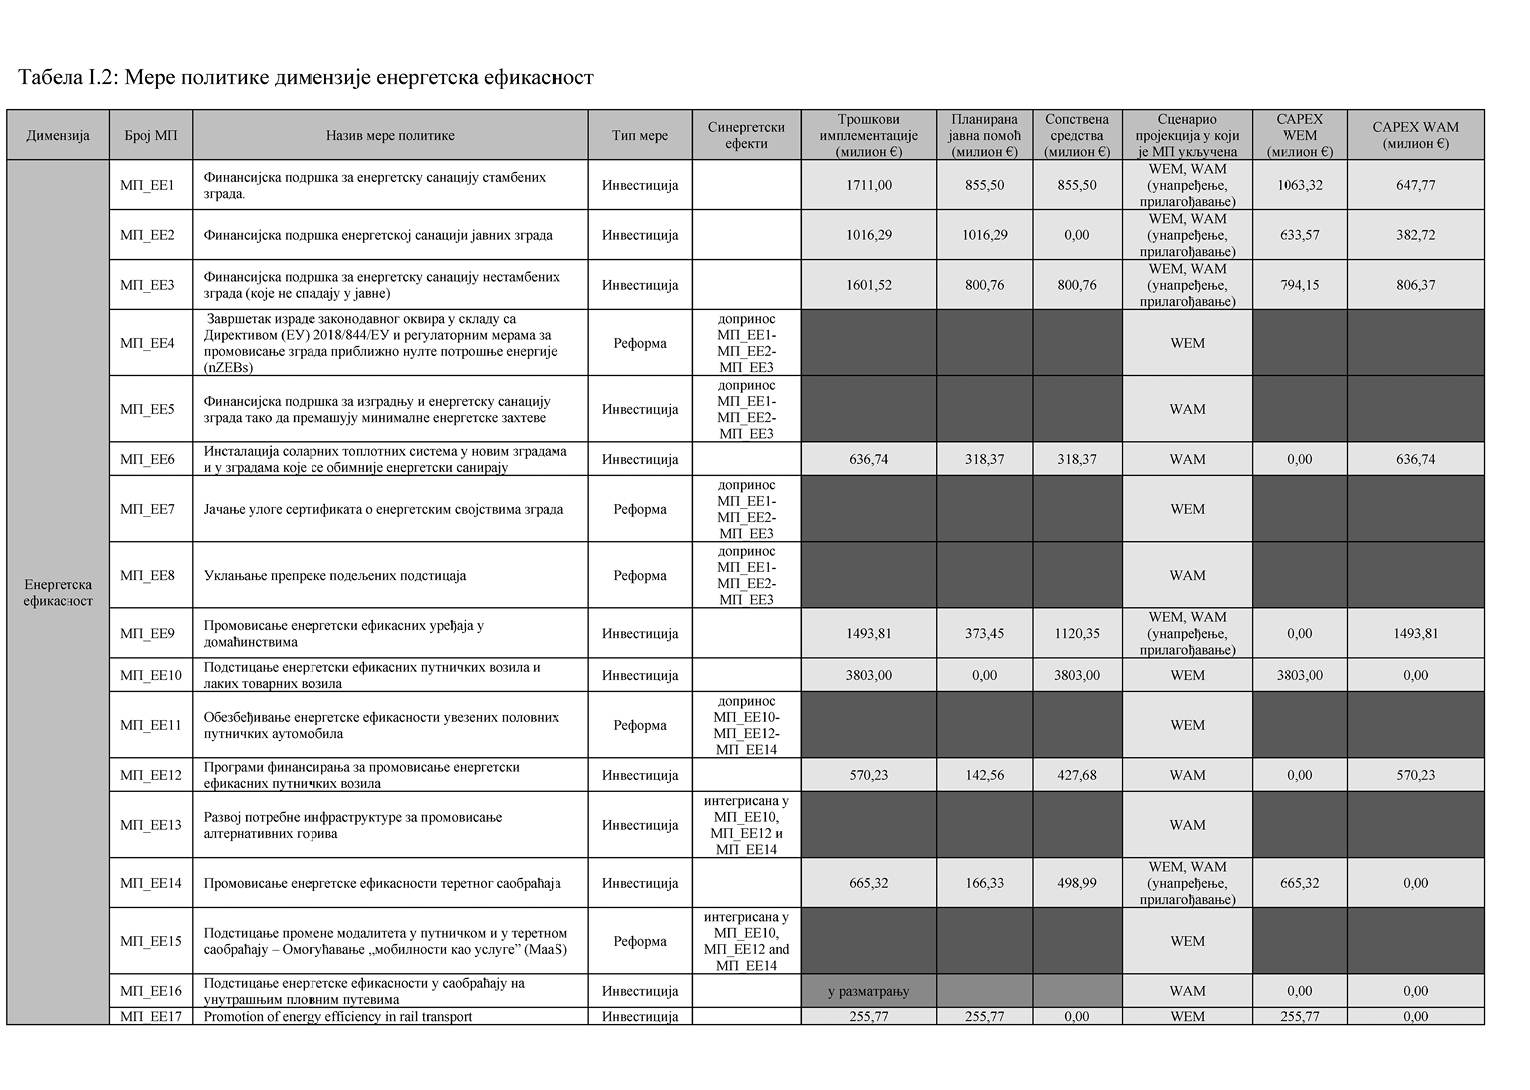 Табела I.2: Мере политике димензије енергетска ефикасност
Димензија
Број МП
Назив мере политике
Тип мере
Синергетски
ефекти
Трошкови
имплементације
(милион €)
Планирана
јавна помоћ
(милион €)
Сопствена
средства
(милион €)
Сценарио
пројекција у који
је МП укључена
CAPEX
WEM
(милион €)
CAPEX WAM
(милион €)
Енергетска
ефикасност
МП_ЕЕ1
Финансијска подршка за енергетску санацију стамбених
зграда.
Инвестиција
1711,00
855,50
855,50
WEM, WAM
(унапређење,
прилагођавање)
1063,32
647,77
МП_ЕЕ2
Финансијска подршка енергетској санацији јавних зграда
Инвестиција
1016,29
1016,29
0,00
WEM, WAM
(унапређење,
прилагођавање)
633,57
382,72
МП_ЕЕ3
Финансијска подршка за енергетску санацију нестамбених
зграда (које не спадају у јавне)
Инвестиција
1601,52
800,76
800,76
WEM, WAM
(унапређење,
прилагођавање)
794,15
806,37
МП_ЕЕ4
Завршетак израде законодавног оквира у складу са
Директивом (ЕУ) 2018/844/ЕУ и регулаторним мерама за
промовисање зграда приближно нулте потрошње енергије
(nZEBs)
Реформа
допринос
МП_ЕЕ1-
МП_ЕЕ2-
МП_ЕЕ3
WEM
МП_ЕЕ5
Финансијска подршка за изградњу и енергетску санацију
зграда тако да премашују минималне енергетске захтеве
Инвестиција
допринос
МП_ЕЕ1-
МП_ЕЕ2-
МП_ЕЕ3
WAM
МП_ЕЕ6
Инсталација соларних топлотних система у новим зградама
и у зградама које се обимније енергетски санирају
Инвестиција
636,74
318,37
318,37
WAM
0,00
636,74
МП_ЕЕ7
Јачање улоге сертификата о енергетским својствима зграда
Реформа
допринос
МП_ЕЕ1-
МП_ЕЕ2-
МП_ЕЕ3
WEM
МП_ЕЕ8
Уклањање препреке подељених подстицаја
Реформа
допринос
МП_ЕЕ1-
МП_ЕЕ2-
МП_ЕЕ3
WAM
МП_ЕЕ9
Промовисање енергетски ефикасних уређаја у
домаћинствима
Инвестиција
1493,81
373,45
1120,35
WEM, WAM
(унапређење,
прилагођавање)
0,00
1493,81
МП_ЕЕ10
Подстицање енергетски ефикасних путничких возила и
лаких товарних возила
Инвестиција
3803,00
0,00
3803,00
WEM
3803,00
0,00
МП_ЕЕ11
Обезбеђивање енергетске ефикасности увезених половних
путничких аутомобила
Реформа
допринос
МП_ЕЕ10-
МП_ЕЕ12-
МП_ЕЕ14
WEM
МП_ЕЕ12
Програми финансирања за промовисање енергетски
ефикасних путничких возила
Инвестиција
570,23
142,56
427,68
WAM
0,00
570,23
МП_ЕЕ13
Развој потребне инфраструктуре за промовисање
алтернативних горива
Инвестиција
интегрисана у
МП_ЕЕ10,
МП_ЕЕ12 и
МП_ЕЕ14
WAM
МП_ЕЕ14
Промовисање енергетске ефикасности теретног саобраћаја
Инвестиција
665,32
166,33
498,99
WEM, WAM
(унапређење,
прилагођавање)
665,32
0,00
МП_ЕЕ15
Подстицање промене модалитета у путничком и у теретном
саобраћају – Омогућавање „мобилности као услуге” (MaaS)
Реформа
интегрисана у
МП_ЕЕ10,
МП_ЕЕ12 and
МП_ЕЕ14
WEM
МП_ЕЕ16
Подстицање енергетске ефикасности у саобраћају на
унутрашњим пловним путевима
Инвестиција
у разматрању
WAM
0,00
0,00
МП_ЕЕ17
Promotion of energy efficiency in rail transport
Инвестиција
255,77
255,77
0,00
WEM
255,77
0,00